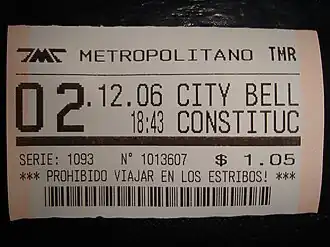 TMR METROPOLITANO TMR
02.12.06 CITY BELL
18:43 CONSTITUC
SERIE: 1093 N° 1013607 $ 1.05
*** PROHIBIDO VIAJAR EN LOS ESTRIBOS! ***